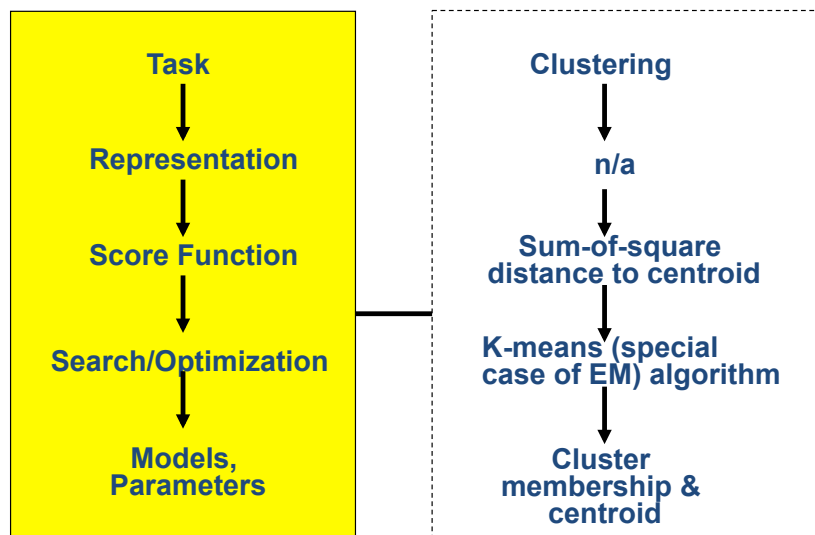 Task
Representation
Score Function
Search/Optimization
Models,
Parameters
Clustering
n/a
Sum-of-square
distance to centroid
K-means (special
case of EM) algorithm
Cluster
membership &
centroid